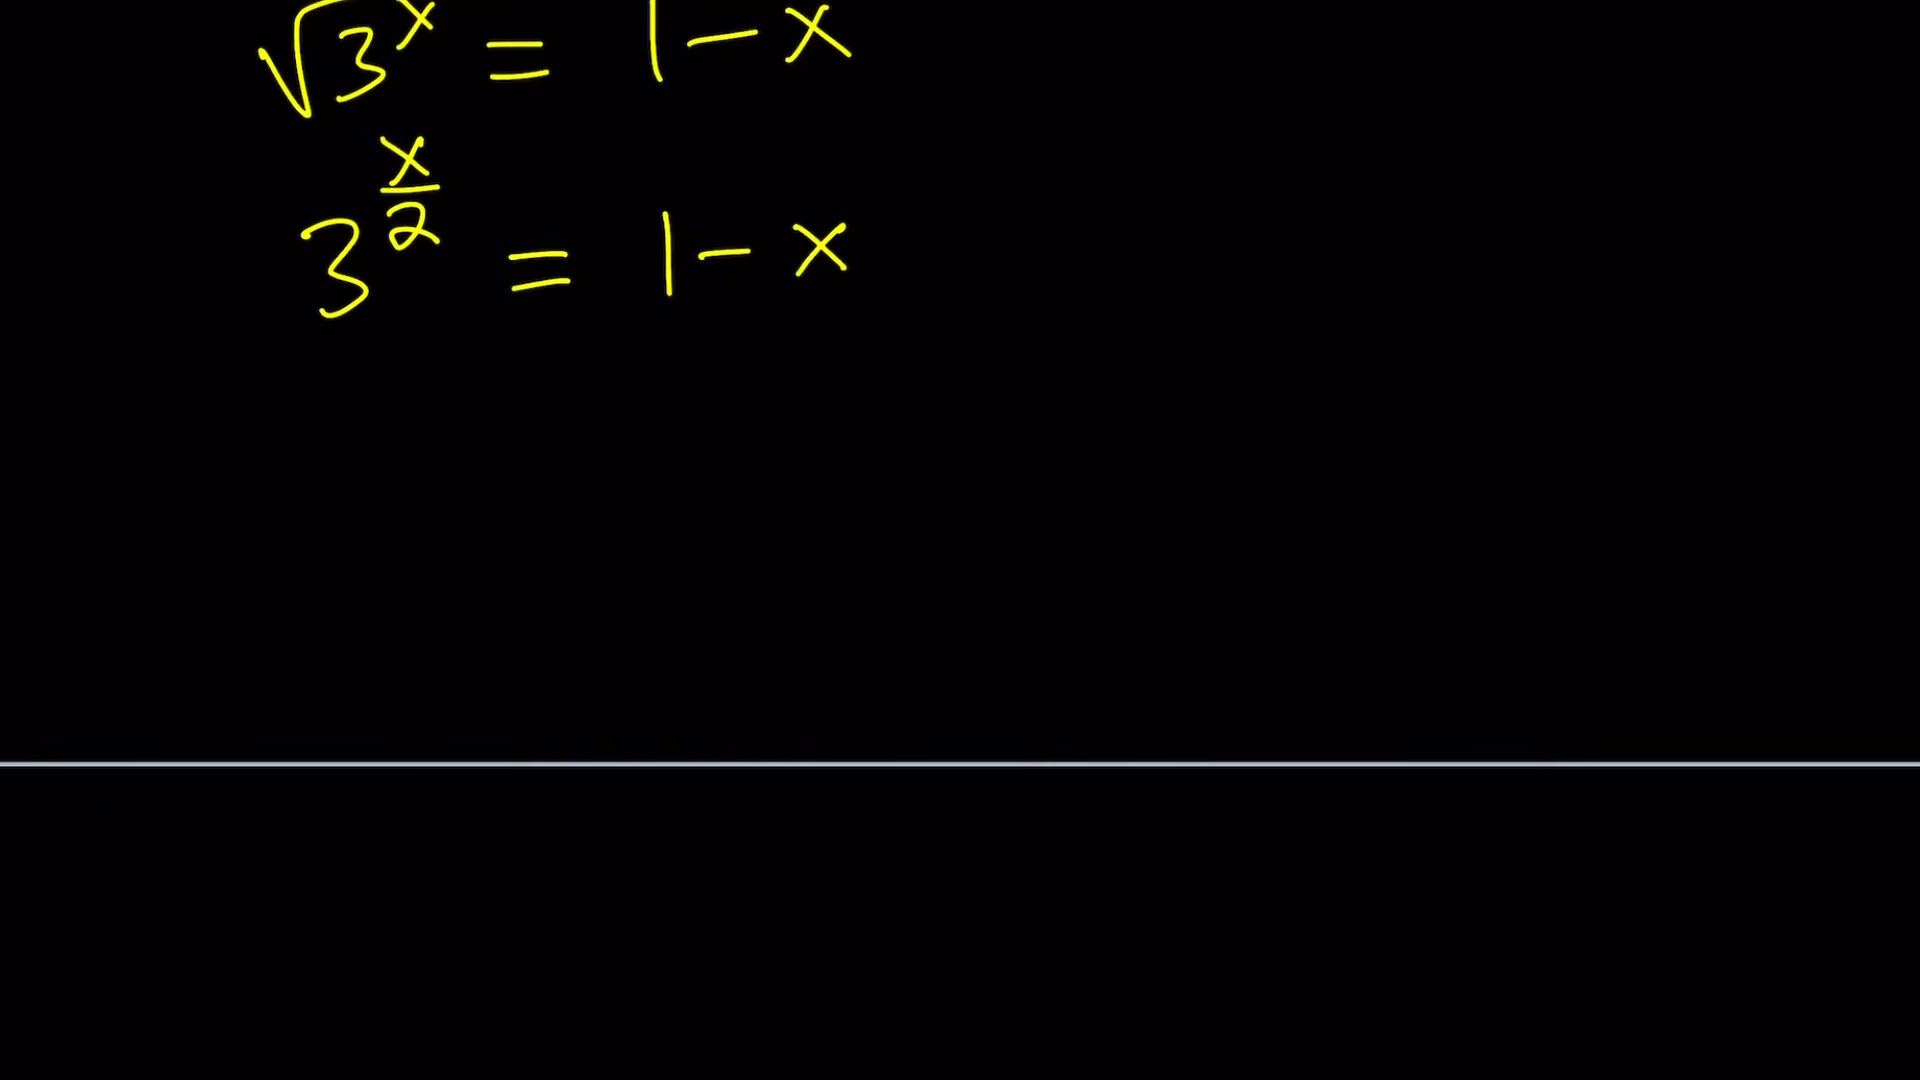 √3^x = 1 - x
3^(x/2) = 1 - x